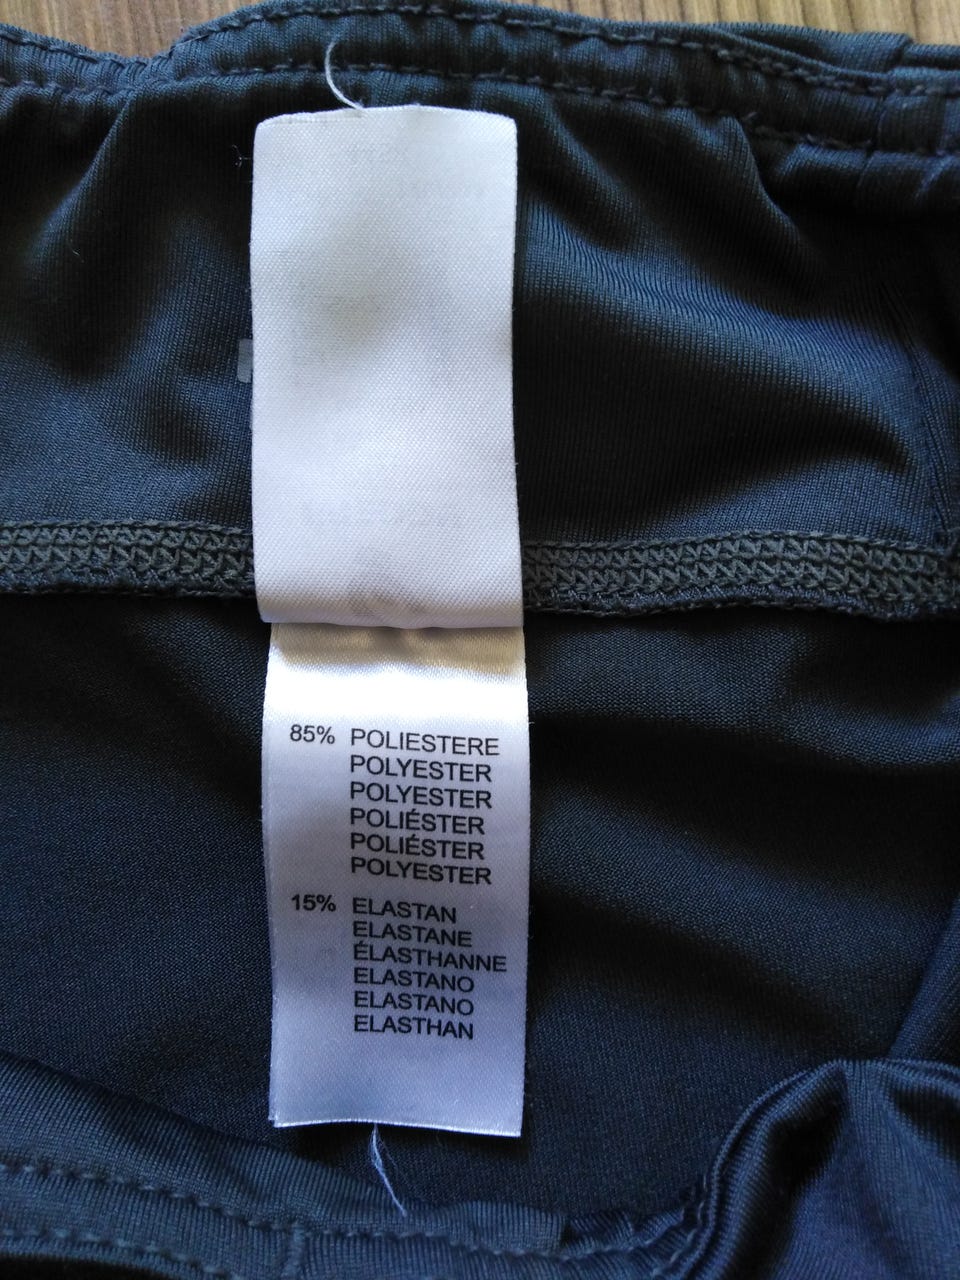 85% POLIESTERE
POLYESTER
POLYESTER
POLIÉSTER
POLIÉSTER
POLYESTER
15% ELASTAN
ELASTANE
ÉLASTHANNE
ELASTANO
ELASTANO
ELASTHAN